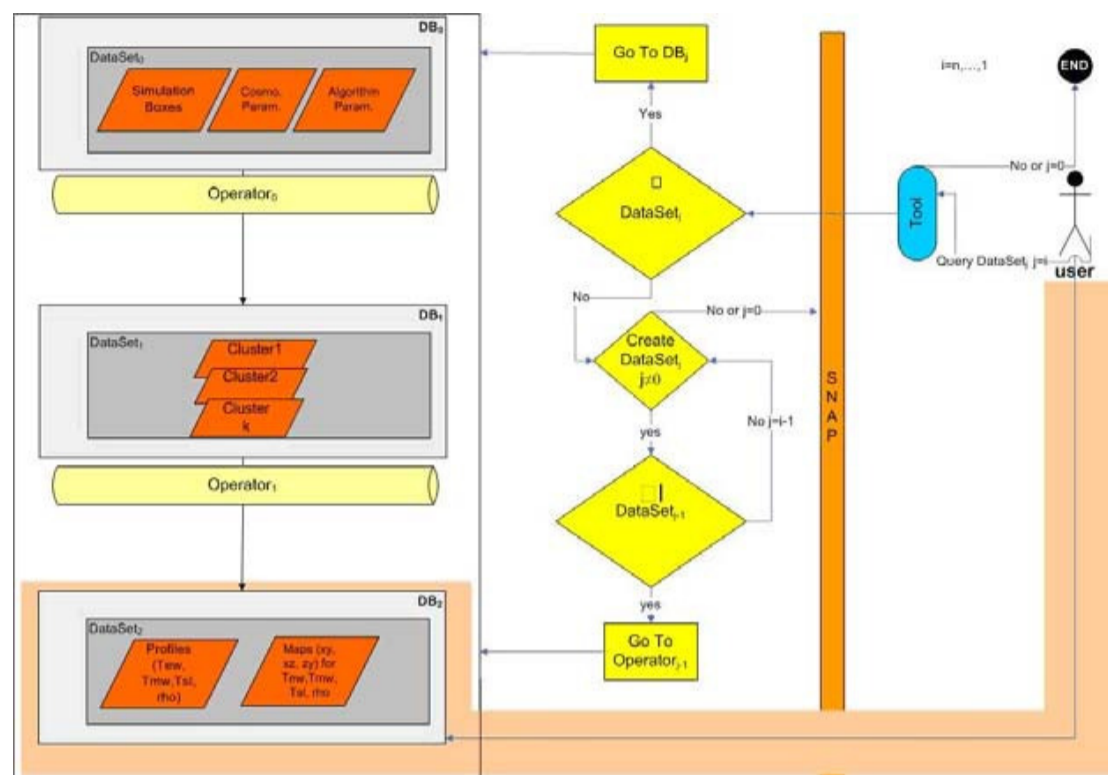 DB₀
DataSet₀
Simulation
Boxes
Cosmo.
Param.
Algorithm
Param.
Operator₀
DB₁
DataSet₁
Cluster1
Cluster2
Cluster
k
Operator₁
DB₂
DataSet₂
Profiles
(Tew,
Tmw,Tsl,
rho)
Maps (xy,
xz, zy) for
Tew,Tmw,
Tsl, rho
Go To DBⱼ
Yes
DataSetⱼ
No
No or j=0
Create
DataSetⱼ
j≠0
yes
No j=i-1
DataSetⱼ₋₁
yes
Go To
Operatorⱼ₋₁
SNAP
i=n,...,1
END
No or j=0
Tool
Query DataSetⱼ j=i
user